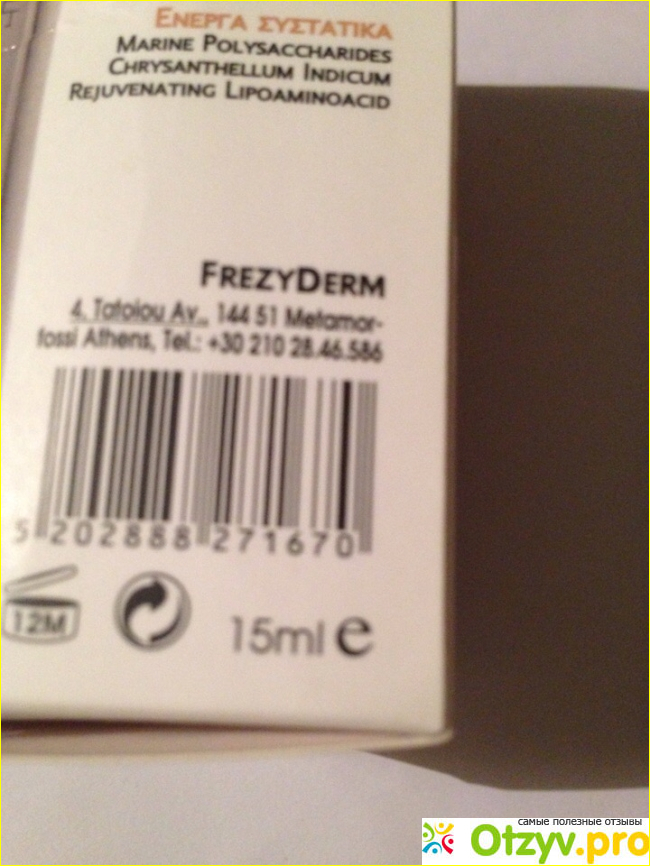 ΕΝΕΡΓΑ ΣΥΣΤΑΤΙΚΑ
MARINE POLYSACCHARIDES
CHRYSANTHELLUM INDICUM
REJUVENATING LIPOAMINOACID
FREZYDERM
4, Tatoiou Av., 144 51 Metamor-
fossi Athens, Tel.: +30 210 28.46.586
5 202888 271670
12M
15ml e
самые полезные отзывы
Otzyv.pro